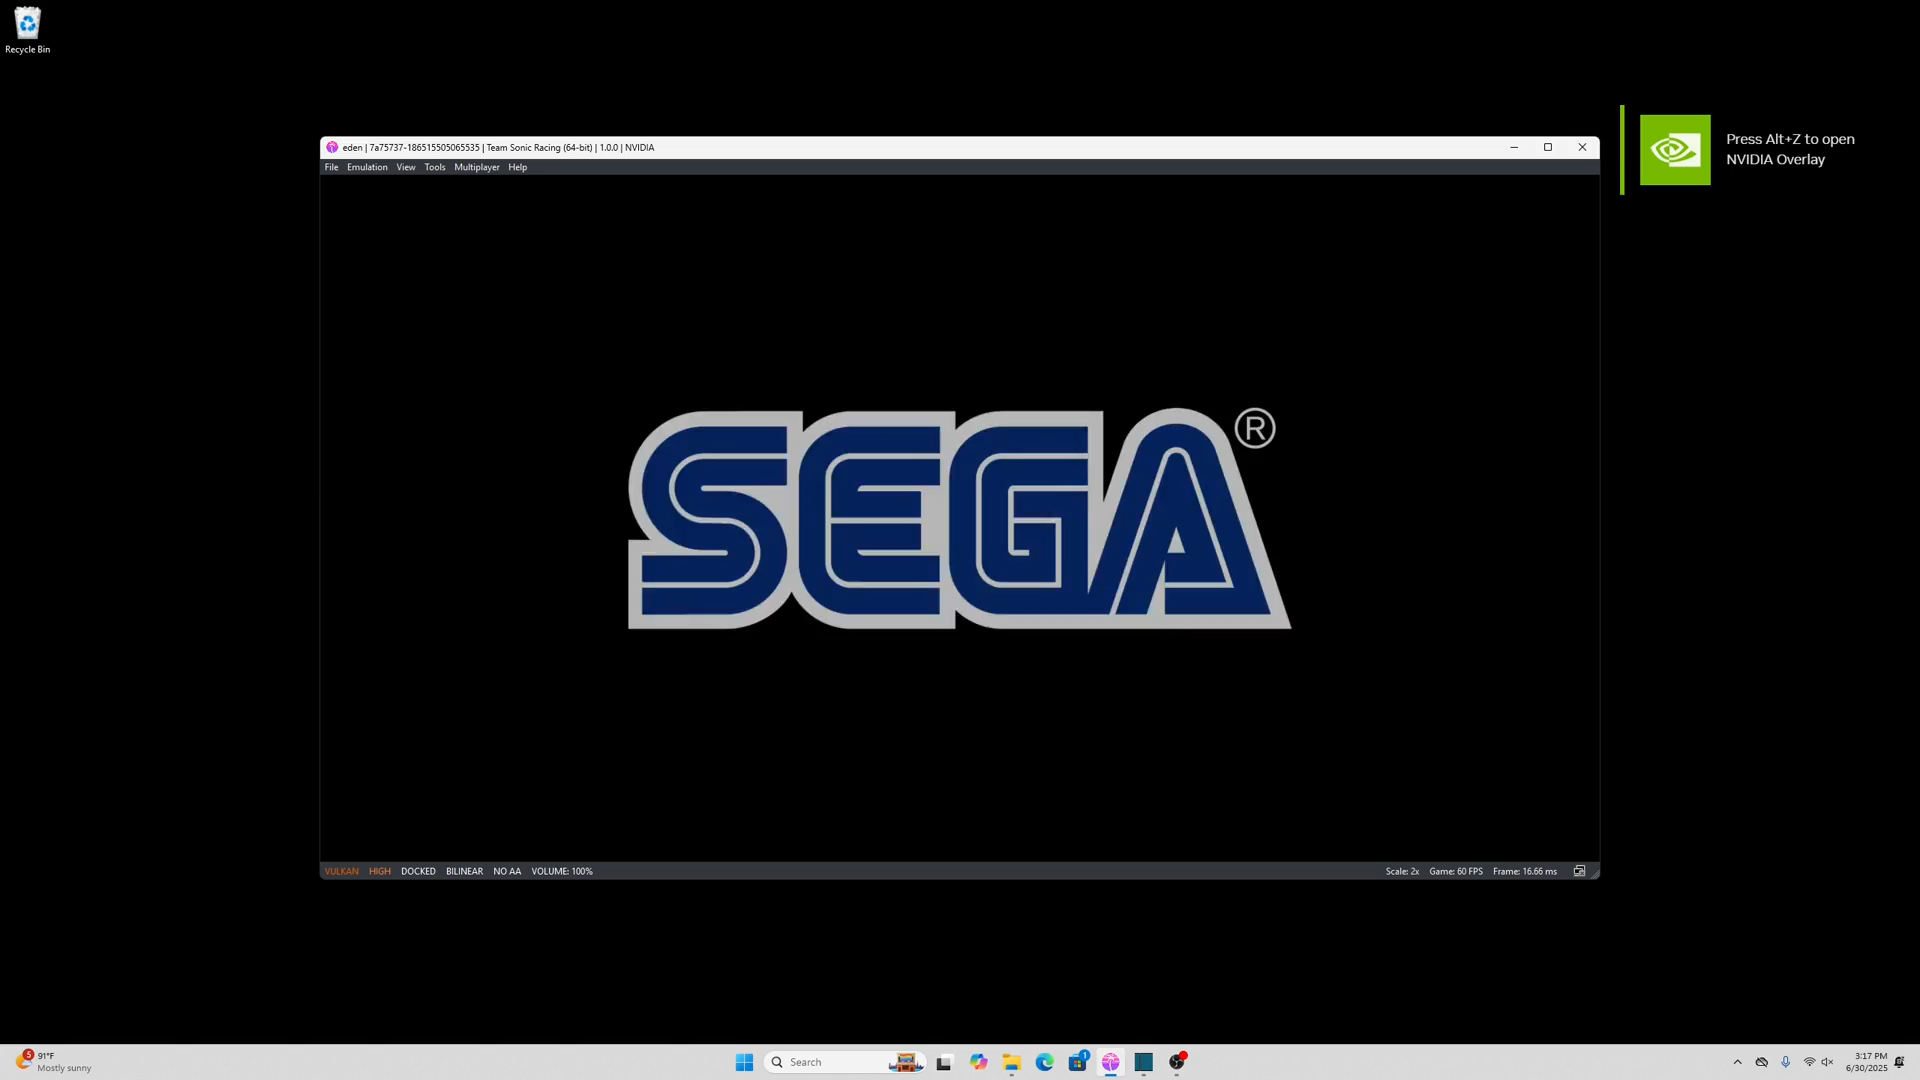 Recycle Bin
Press Alt+Z to open
NVIDIA Overlay
eden | 7a75737-186515505065535 | Team Sonic Racing (64-bit) | 1.0.0 | NVIDIA
File Emulation View Tools Multiplayer Help
SEGA®
VULKAN HIGH DOCKED BILINEAR NO AA VOLUME: 100% Scale: 2x Game: 60 FPS Frame: 16.66 ms
5
91°F
Mostly sunny
Search
1
3:17 PM
6/30/2025